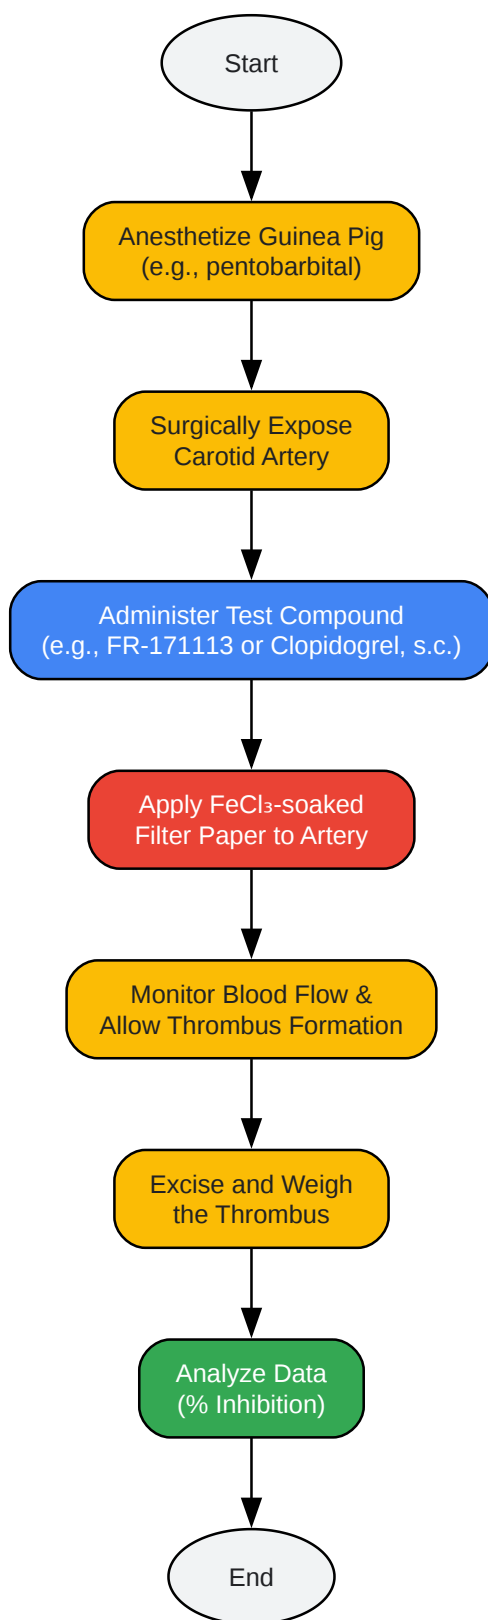 Start
Anesthetize Guinea Pig
(e.g., pentobarbital)
Surgically Expose
Carotid Artery
Administer Test Compound
(e.g., FR-171113 or Clopidogrel, s.c.)
Apply FeCl₃-soaked
Filter Paper to Artery
Monitor Blood Flow &
Allow Thrombus Formation
Excise and Weigh
the Thrombus
Analyze Data
(% Inhibition)
End